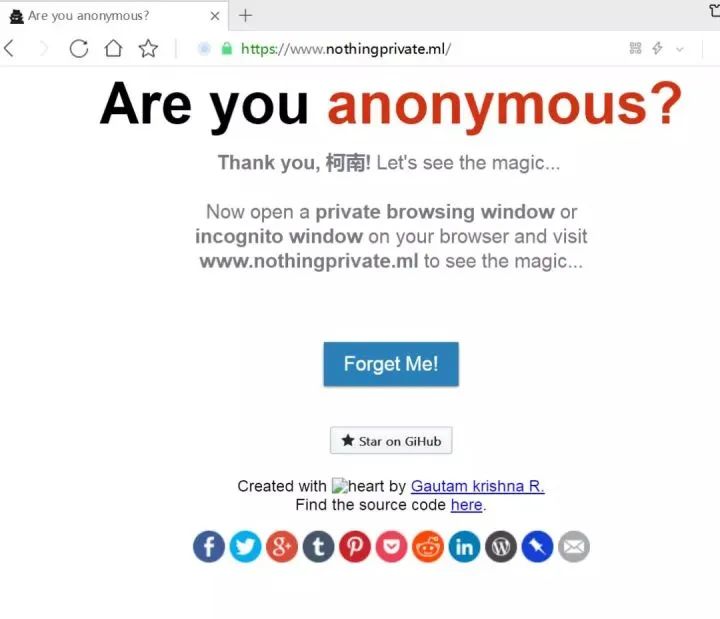 Are you anonymous?
https://www.nothingprivate.ml/
Are you anonymous?
Thank you, 柯南! Let's see the magic...
Now open a private browsing window or
incognito window on your browser and visit
www.nothingprivate.ml to see the magic...
Forget Me!
Star on GiHub
Created with heart by Gautam krishna R.
Find the source code here.